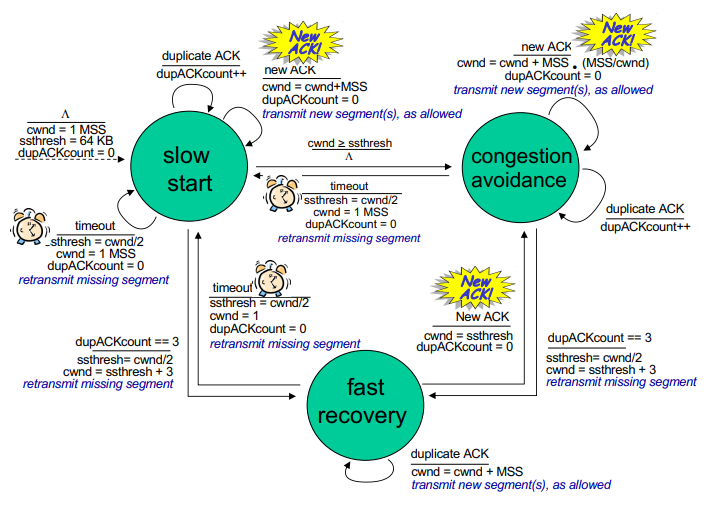 New
ACK!
duplicate ACK
dupACKcount++
new ACK
cwnd = cwnd+MSS
dupACKcount = 0
transmit new segment(s), as allowed
New
ACK!
new ACK
cwnd = cwnd + MSS • (MSS/cwnd)
dupACKcount = 0
transmit new segment(s), as allowed
Λ
cwnd = 1 MSS
ssthresh = 64 KB
dupACKcount = 0
slow
start
cwnd ≥ ssthresh
Λ
congestion
avoidance
timeout
ssthresh = cwnd/2
cwnd = 1 MSS
dupACKcount = 0
retransmit missing segment
timeout
ssthresh = cwnd/2
cwnd = 1 MSS
dupACKcount = 0
retransmit missing segment
duplicate ACK
dupACKcount++
timeout
ssthresh = cwnd/2
cwnd = 1
dupACKcount = 0
retransmit missing segment
New
ACK!
New ACK
cwnd = ssthresh
dupACKcount = 0
dupACKcount == 3
ssthresh= cwnd/2
cwnd = ssthresh + 3
retransmit missing segment
dupACKcount == 3
ssthresh= cwnd/2
cwnd = ssthresh + 3
retransmit missing segment
fast
recovery
duplicate ACK
cwnd = cwnd + MSS
transmit new segment(s), as allowed